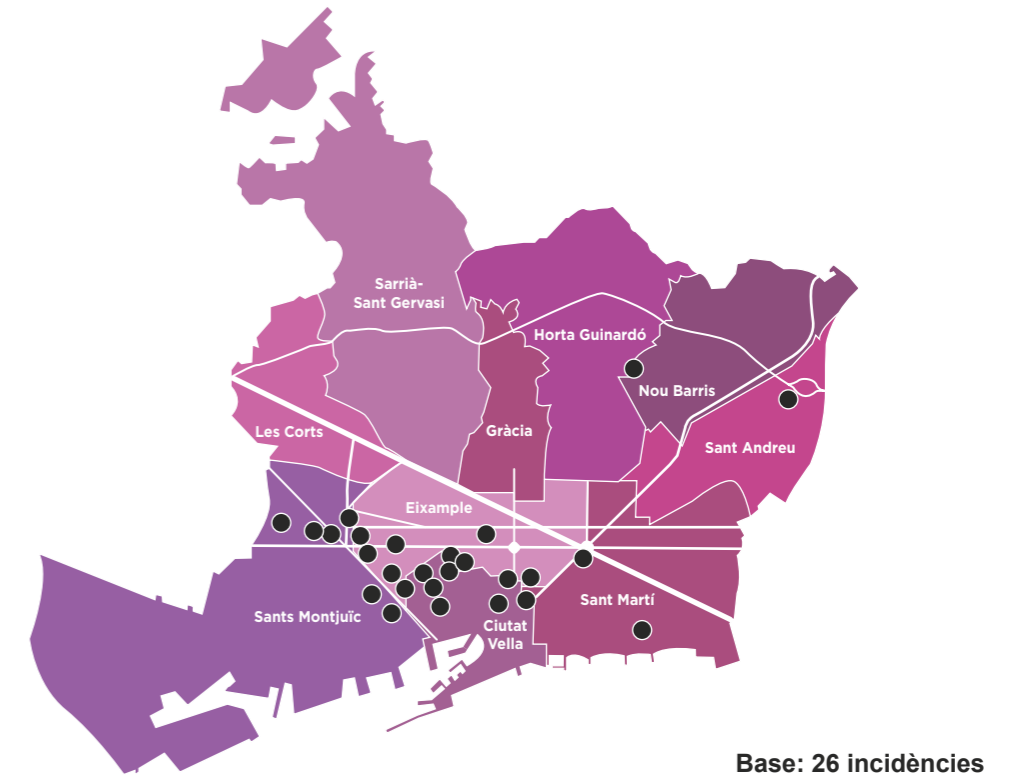 Sarrià-
Sant Gervasi
Horta Guinardó
Nou Barris
Les Corts
Gràcia
Sant Andreu
Eixample
Sants Montjuïc
Sant Martí
Ciutat
Vella
Base: 26 incidències